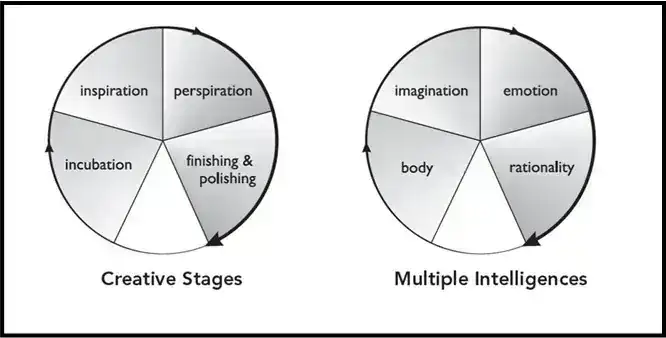 inspiration
perspiration
incubation
finishing &
polishing
Creative Stages
imagination
emotion
body
rationality
Multiple Intelligences